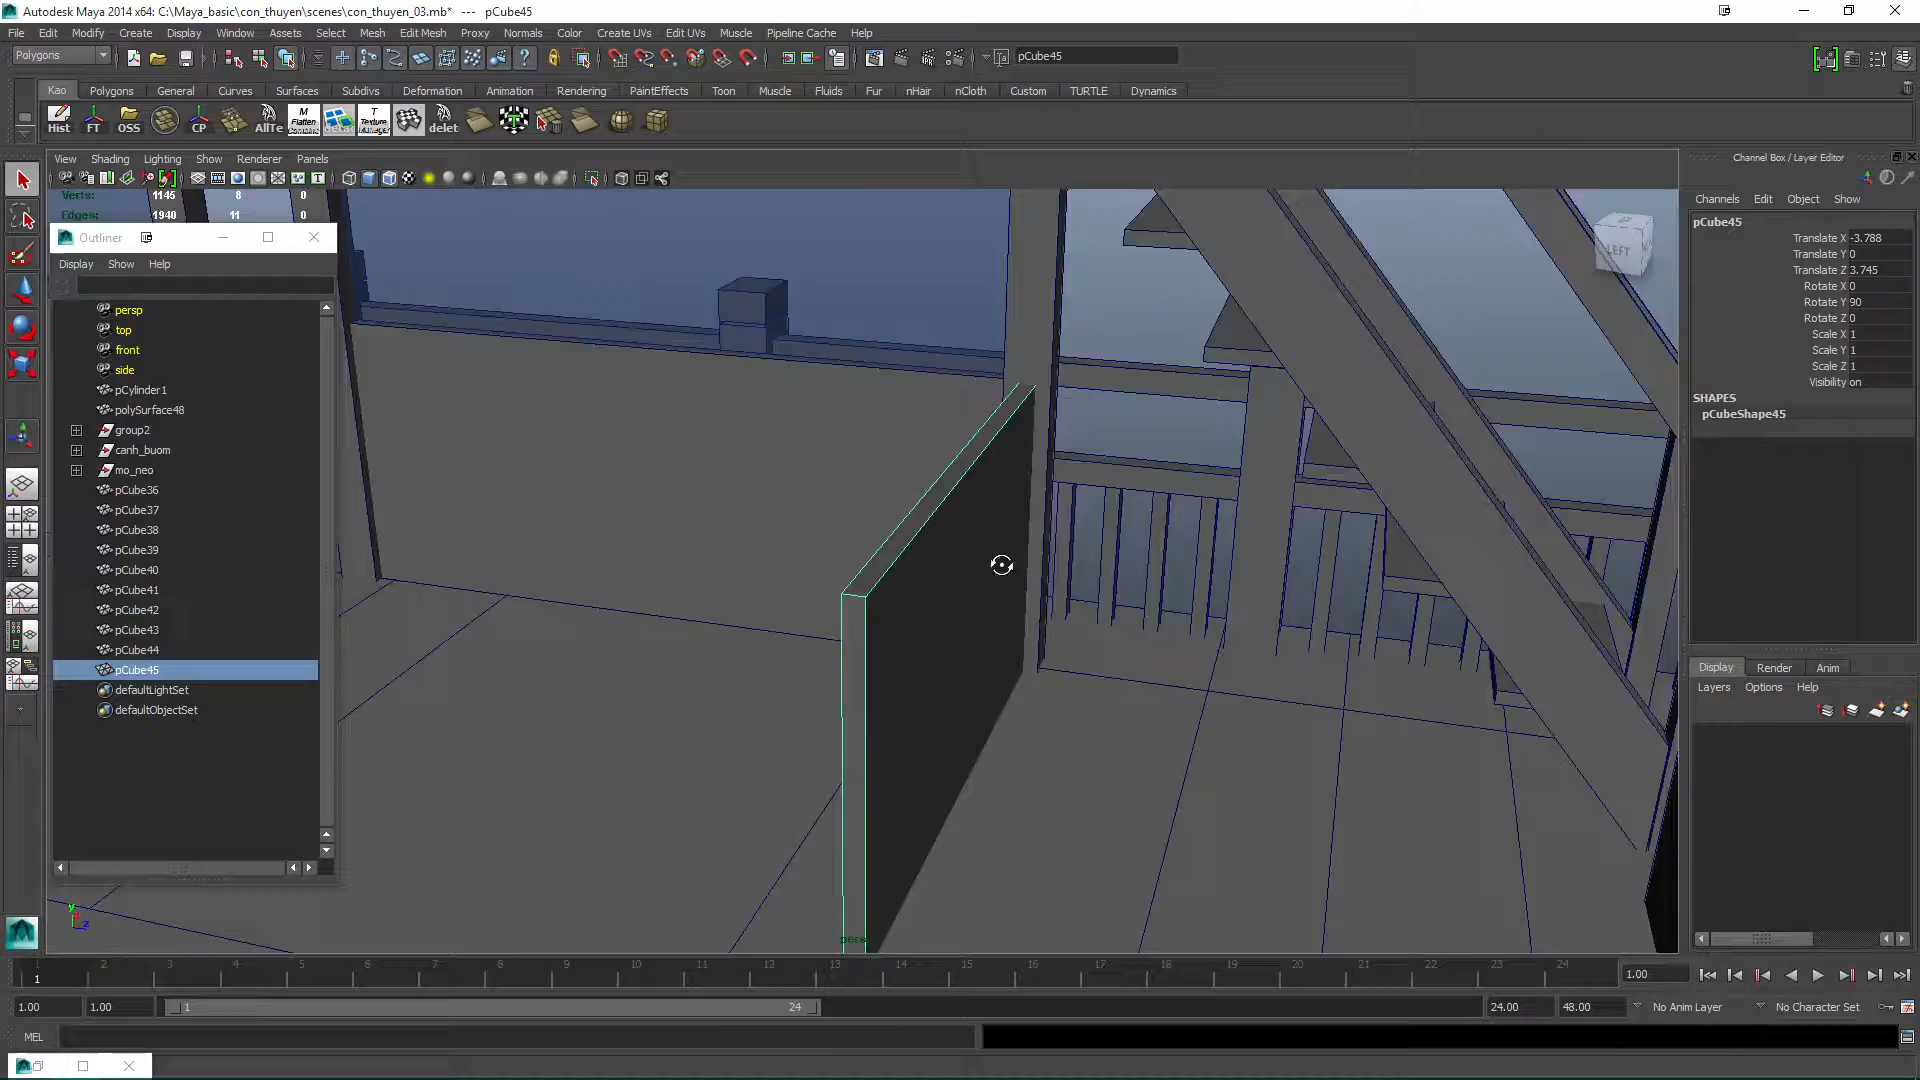 Autodesk Maya 2014 x64: C:\Maya_basic\con_thuyen\scenes\con_thuyen_03.mb* --- pCube45
File Edit Modify Create Display Window Assets Select Mesh Edit Mesh Proxy Normals Color Create UVs Edit UVs Muscle Pipeline Cache Help
Polygons
pCube45
Kao Polygons General Curves Surfaces Subdivs Deformation Animation Rendering PaintEffects Toon Muscle Fluids Fur nHair nCloth Custom TURTLE Dynamics
Hist FT OSS CP AllTe
M Flatten Combine
T Texture Manager
delet
View Shading Lighting Show Renderer Panels
Verts: 1145 8 0
Edges: 1940 11 0
Outliner
Display Show Help
persp
top
front
side
pCylinder1
polySurface48
group2
canh_buom
mo_neo
pCube36
pCube37
pCube38
pCube39
pCube40
pCube41
pCube42
pCube43
pCube44
pCube45
defaultLightSet
defaultObjectSet
LEFT
y
z
persp
Channel Box / Layer Editor
Channels Edit Object Show
pCube45
Translate X -3.788
Translate Y 0
Translate Z 3.745
Rotate X 0
Rotate Y 90
Rotate Z 0
Scale X 1
Scale Y 1
Scale Z 1
Visibility on
SHAPES
pCubeShape45
Display Render Anim
Layers Options Help
1 2 3 4 5 6 7 8 9 10 11 12 13 14 15 16 17 18 19 20 21 22 23 24
1
1.00
1.00 1.00 1 24 24.00 48.00 No Anim Layer No Character Set
MEL